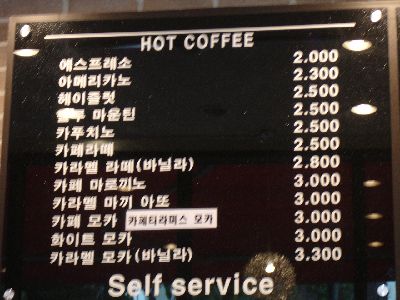 HOT COFFEE
에스프레소 2.000
아메리카노 2.300
헤이즐럿 2.500
블루 마운틴 2.500
카푸치노 2.500
카페라떼 2.500
카라멜 라떼(바닐라) 2.800
카페 마로끼노 3.000
카라멜 마끼 아또 3.000
카페 모카 카페티라미스 모카 3.000
화이트 모카 3.000
카라멜 모카(바닐라) 3.300
Self service